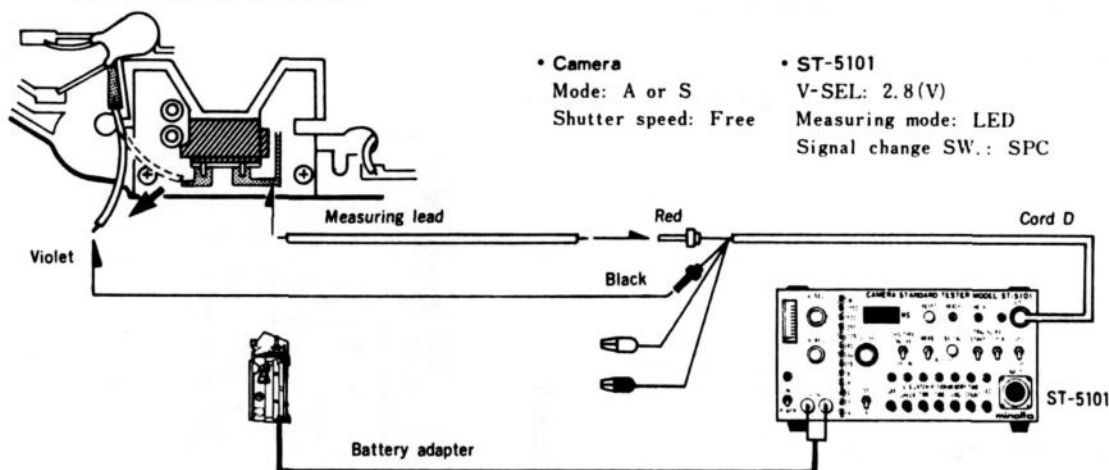 • Camera
Mode: A or S
Shutter speed: Free
• ST-5101
V-SEL: 2.8(V)
Measuring mode: LED
Signal change SW.: SPC
Measuring lead
Red
Cord D
Violet
Black
CAMERA STANDARD TESTER MODEL ST-5101
MS
ST-5101
minolta
Battery adapter